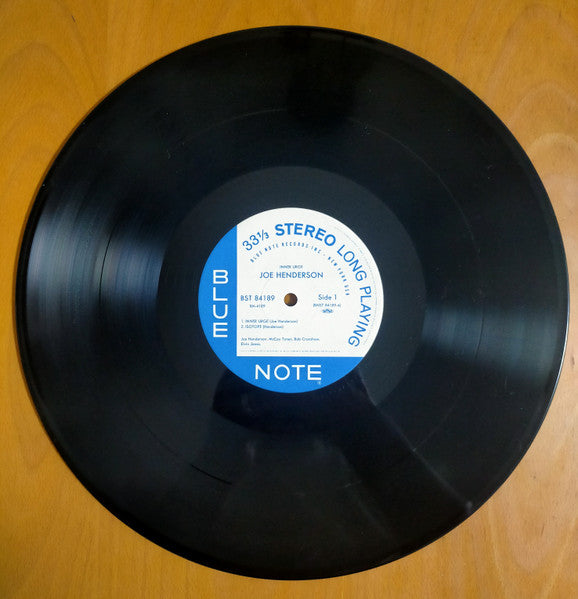 33⅓ STEREO LONG PLAYING
BLUE NOTE RECORDS INC • NEW YORK USA
INNER URGE
JOE HENDERSON
BST 84189
Side 1
1. INNER URGE (Joe Henderson)
2. ISOTOPE (Henderson)
Joe Henderson, McCoy Tyner, Bob Cranshaw,
Elvin Jones.
BLUE
NOTE